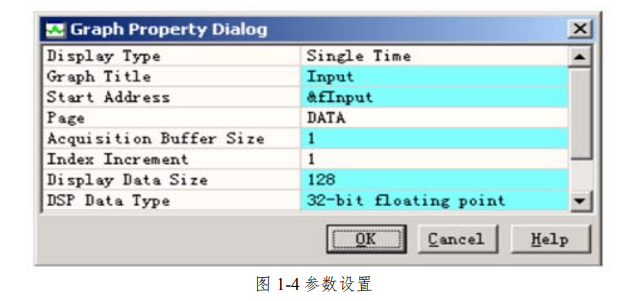 Graph Property Dialog
Display Type Single Time
Graph Title Input
Start Address &fInput
Page DATA
Acquisition Buffer Size 1
Index Increment 1
Display Data Size 128
DSP Data Type 32-bit floating point
OK Cancel Help
图 1-4 参数设置